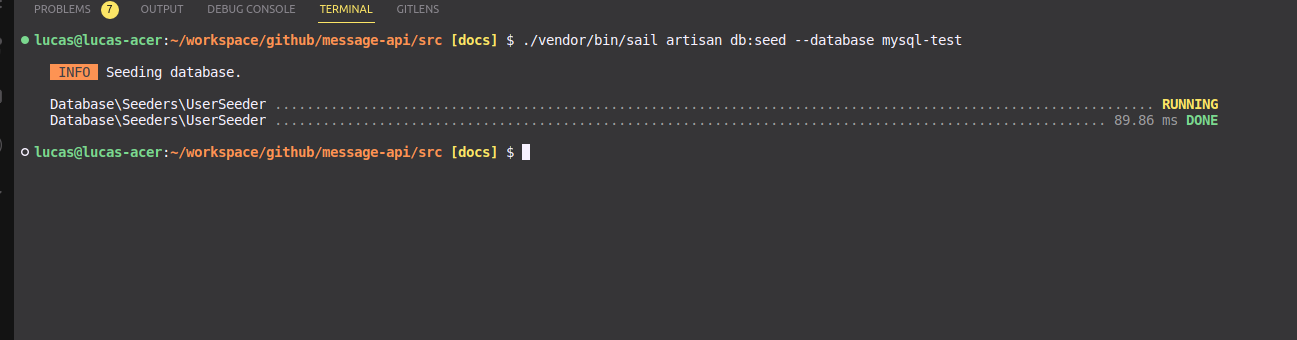 PROBLEMS 7 OUTPUT DEBUG CONSOLE TERMINAL GITLENS
lucas@lucas-acer:~/workspace/github/message-api/src [docs] $ ./vendor/bin/sail artisan db:seed --database mysql-test
INFO Seeding database.
Database\Seeders\UserSeeder .............................................................................................................. RUNNING
Database\Seeders\UserSeeder ........................................................................................................ 89.86 ms DONE
lucas@lucas-acer:~/workspace/github/message-api/src [docs] $